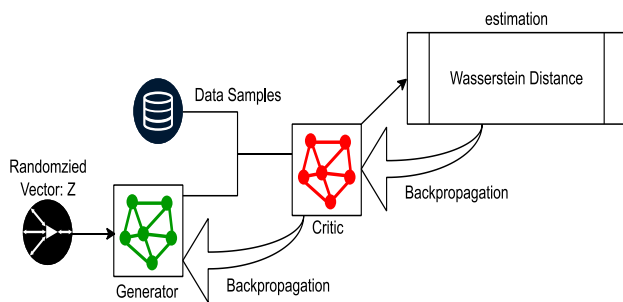 estimation
Wasserstein Distance
Data Samples
Randomzied
Vector: Z
Backpropagation
Critic
Generator
Backpropagation